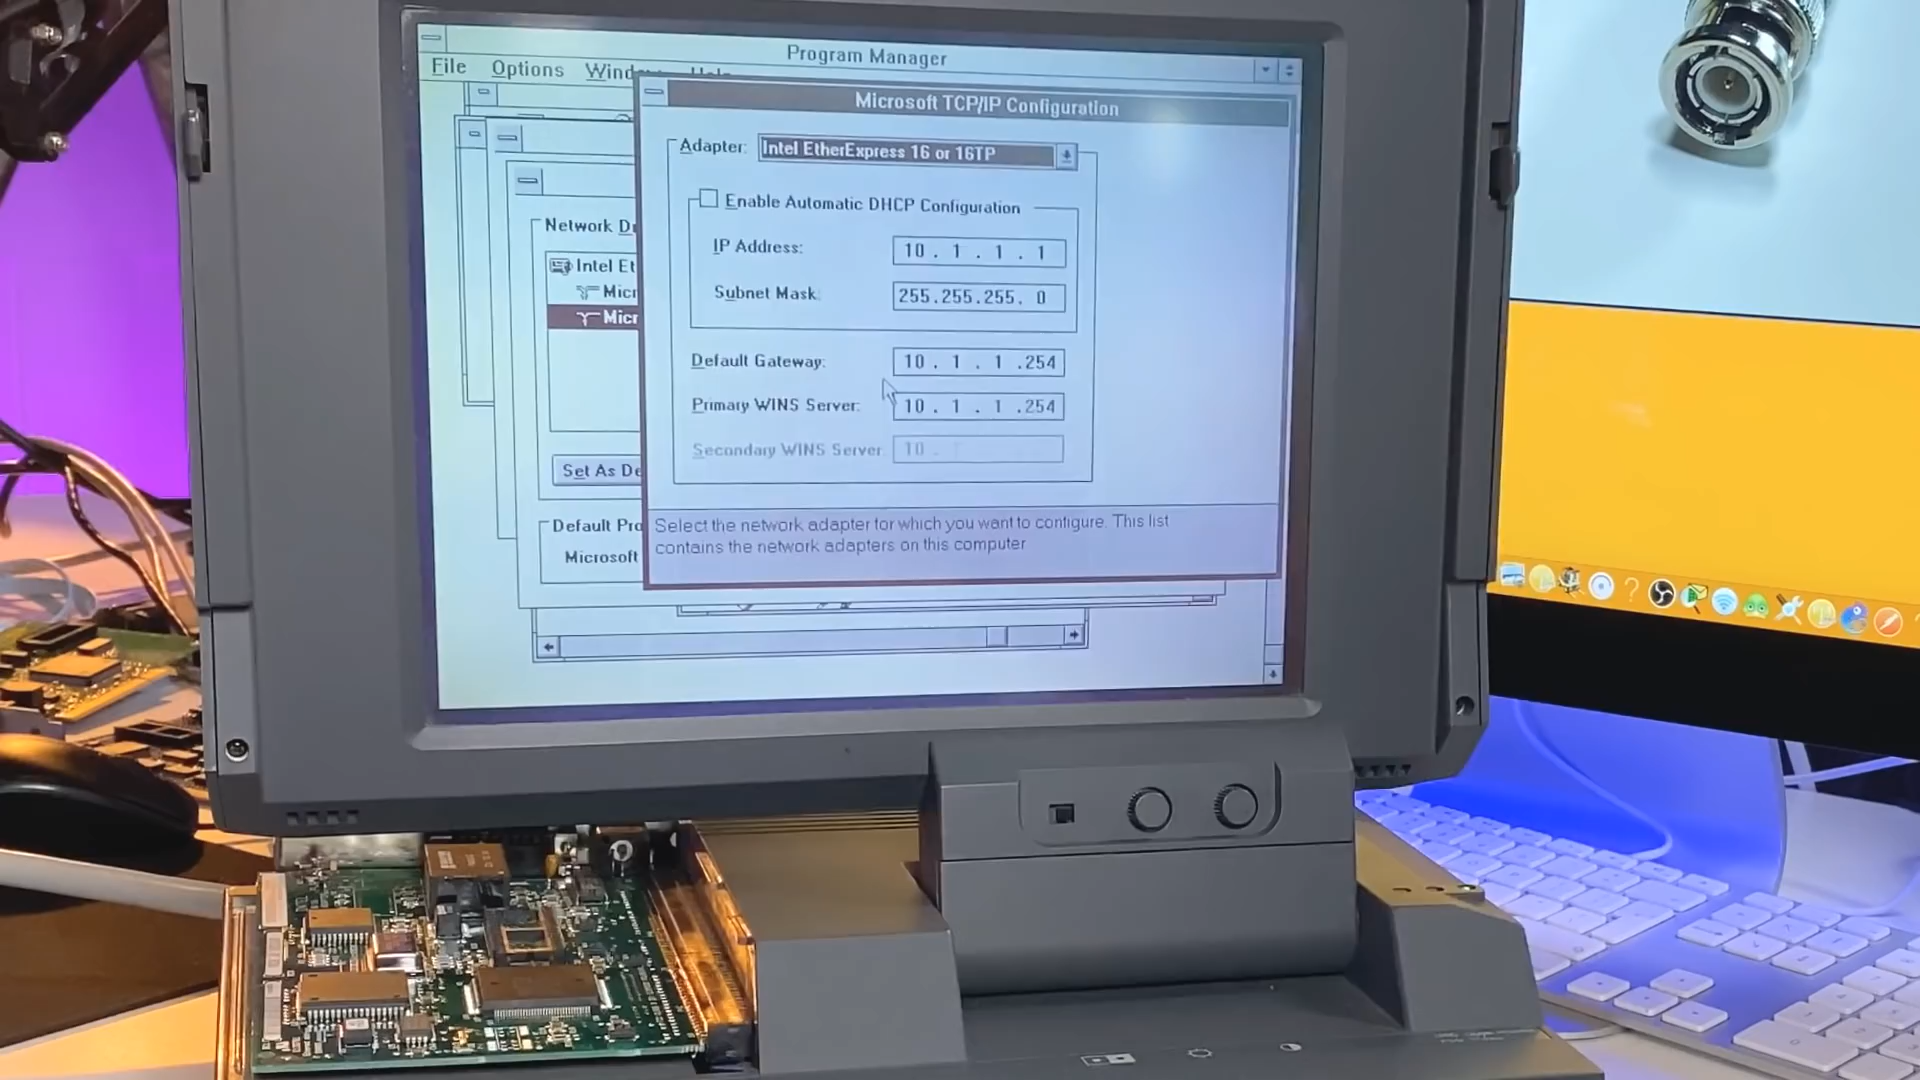 Program Manager
File Options
Microsoft TCP/IP Configuration
Adapter: Intel EtherExpress 16 or 16TP
Enable Automatic DHCP Configuration
Network
IP Address: 10 . 1 . 1 . 1
Intel Et
Subnet Mask: 255.255.255. 0
Micr
Micr
Default Gateway: 10 . 1 . 1 .254
Primary WINS Server: 10 . 1 . 1 .254
Secondary WINS Server 10 .
Set As De
Default Pro
Microsoft
Select the network adapter for which you want to configure. This list
contains the network adapters on this computer